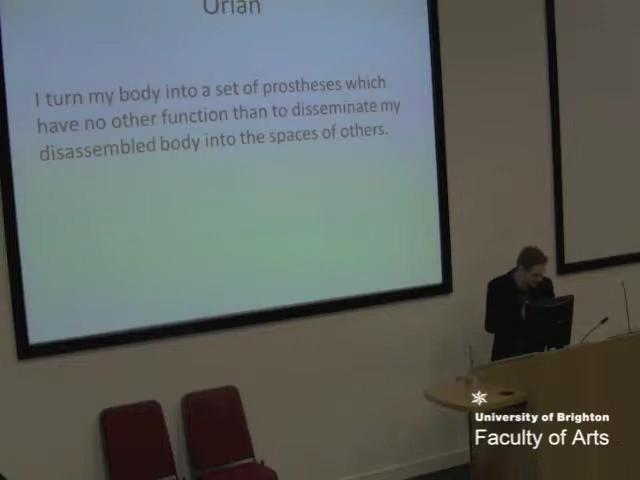 Orlan
I turn my body into a set of prostheses which
have no other function than to disseminate my
disassembled body into the spaces of others.
University of Brighton
Faculty of Arts